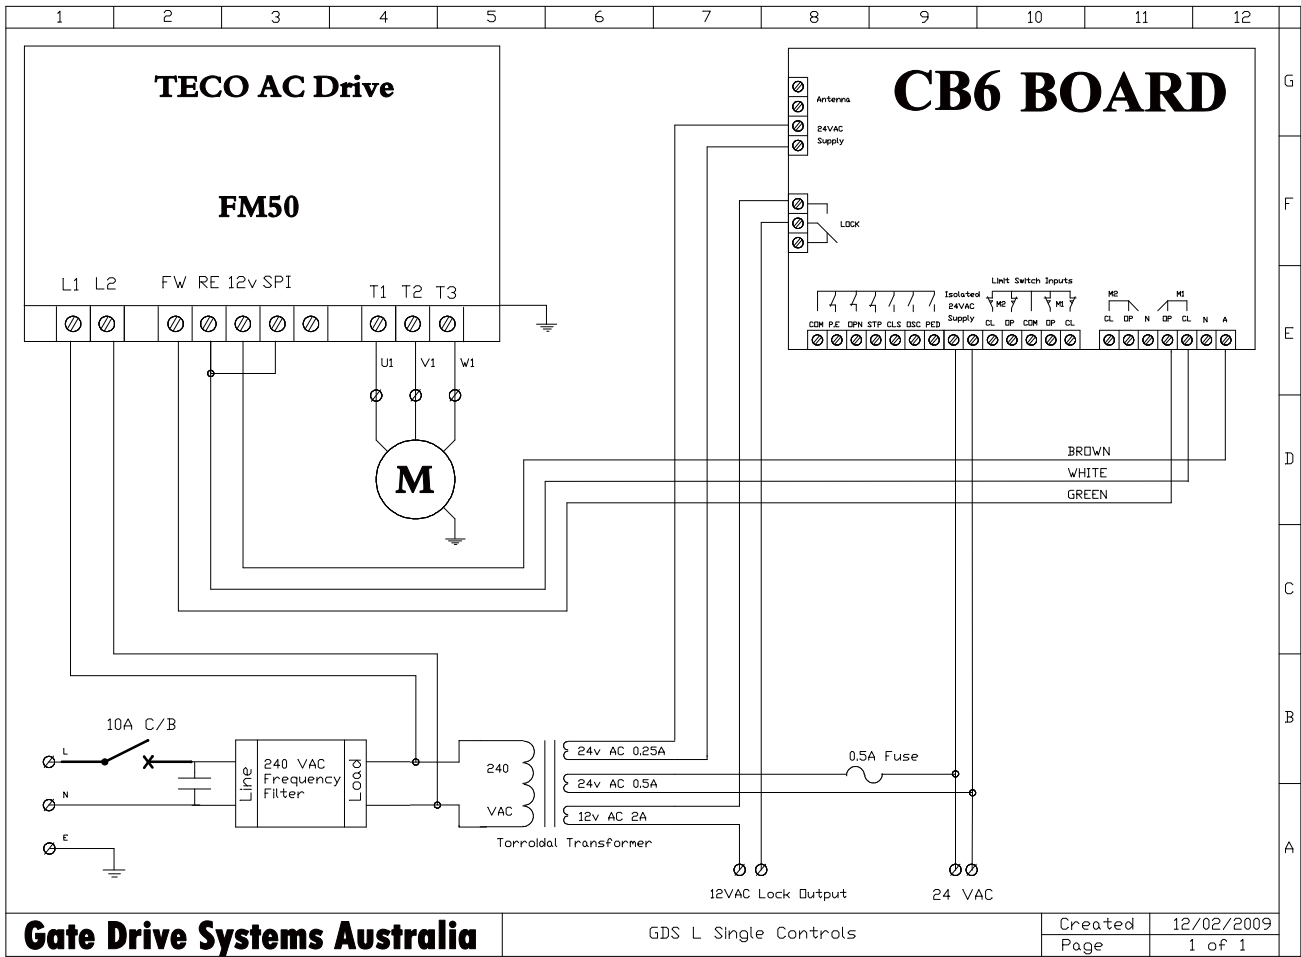 1 2 3 4 5 6 7 8 9 10 11 12
TECO AC Drive
FM50
L1 L2 FW RE 12v SPI T1 T2 T3
U1 V1 W1
M
CB6 BOARD
Antenna
24VAC
Supply
LOCK
Limit Switch Inputs
Isolated
24VAC
Supply
M2 M1
M2 M1
COM P.E OPN STP CLS OSC PED
CL OP COM OP CL
CL OP N OP CL N A
BROWN
WHITE
GREEN
10A C/B
L
N
E
Line
240 VAC
Frequency
Filter
Load
240
VAC
24v AC 0.25A
24v AC 0.5A
12v AC 2A
Torroidal Transformer
0.5A Fuse
12VAC Lock Output
24 VAC
G
F
E
D
C
B
A
Gate Drive Systems Australia
GDS L Single Controls
Created 12/02/2009
Page 1 of 1